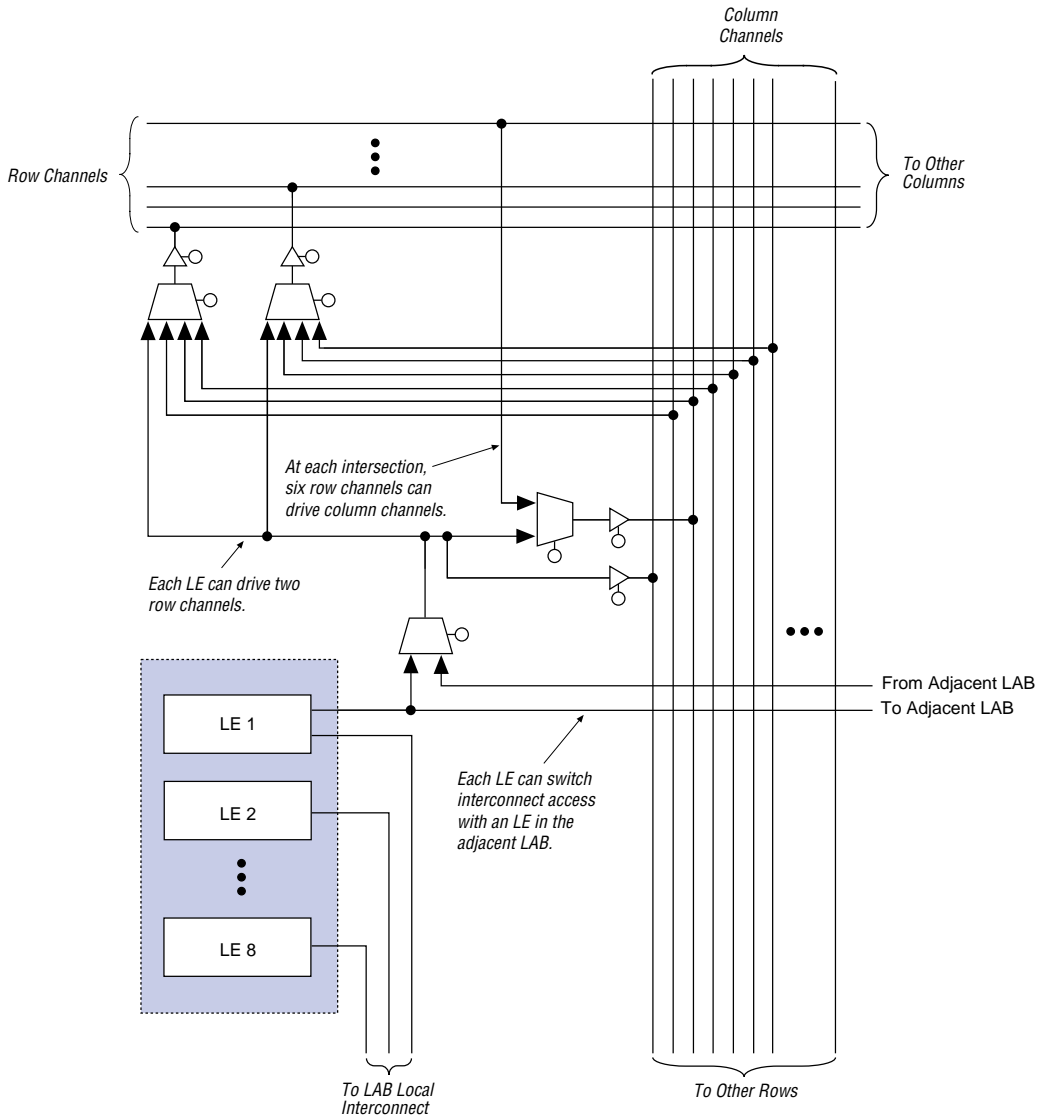 Column
Channels
Row Channels
To Other
Columns
At each intersection,
six row channels can
drive column channels.
Each LE can drive two
row channels.
From Adjacent LAB
To Adjacent LAB
LE 1
Each LE can switch
interconnect access
with an LE in the
adjacent LAB.
LE 2
LE 8
To LAB Local
Interconnect
To Other Rows